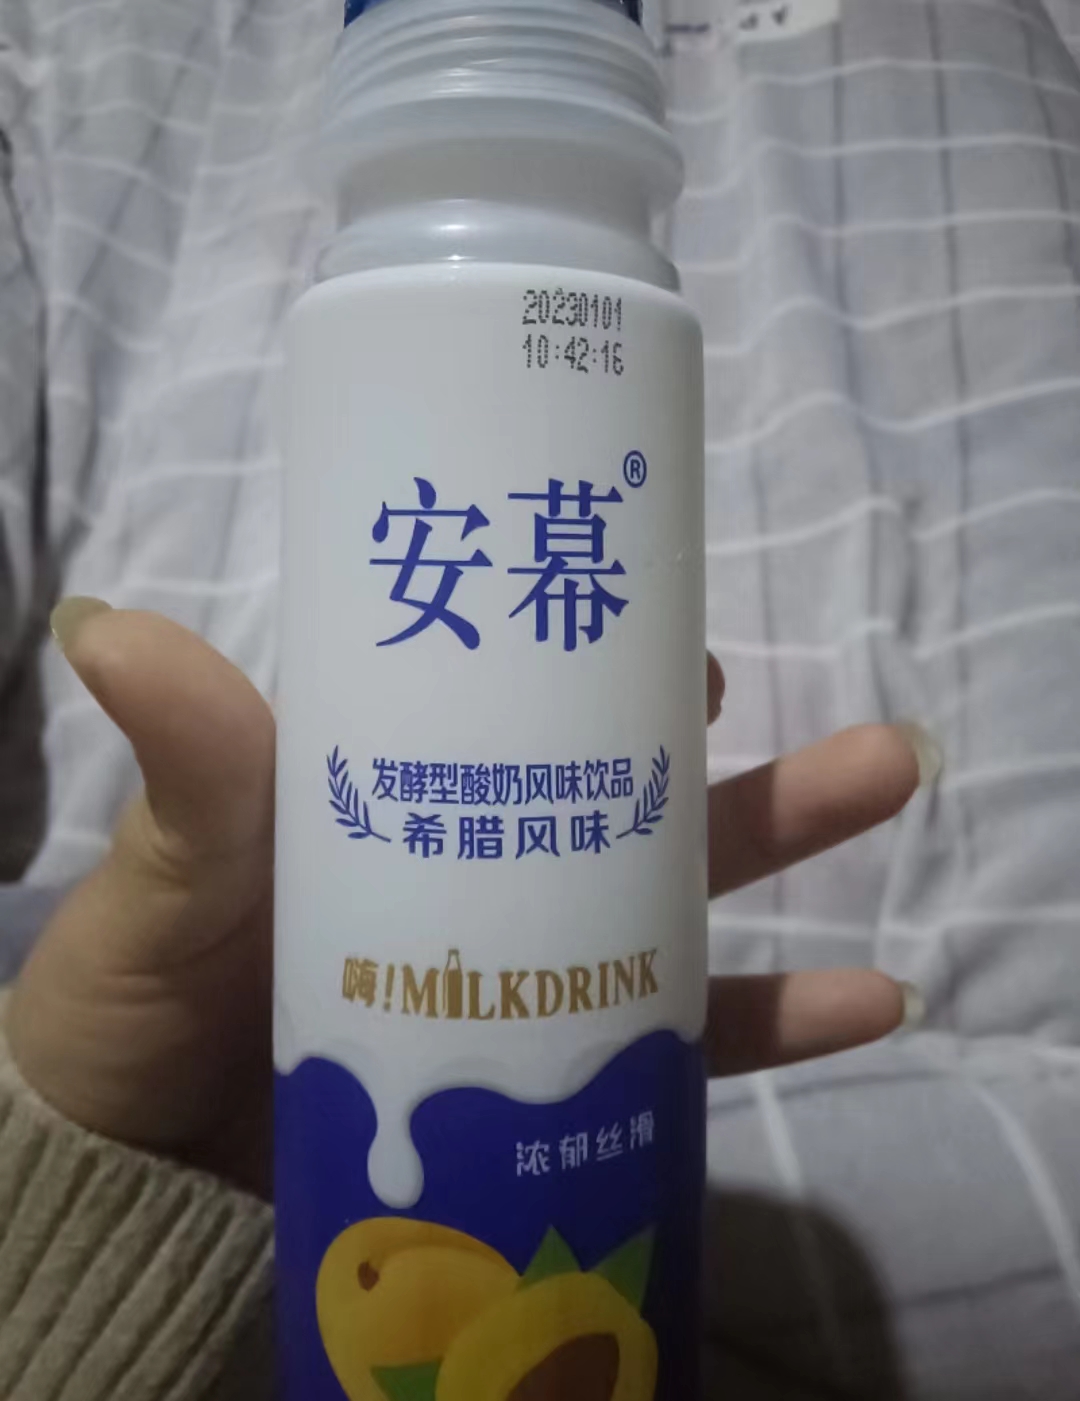 20230101
10:42:16
安幕®
发酵型酸奶风味饮品
希腊风味
嗨!MILKDRINK
浓郁丝滑